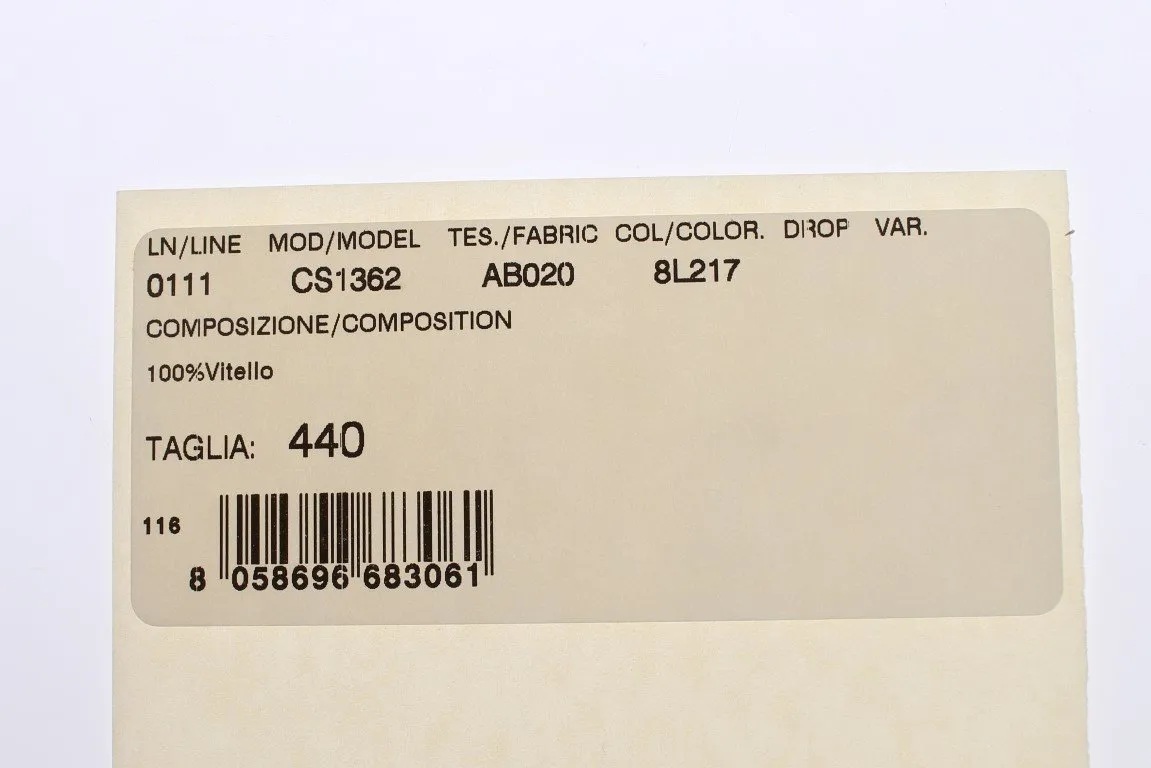 LN/LINE MOD/MODEL TES./FABRIC COL/COLOR. DROP VAR.
0111 CS1362 AB020 8L217
COMPOSIZIONE/COMPOSITION
100%Vitello
TAGLIA: 440
116
8 058696 683061